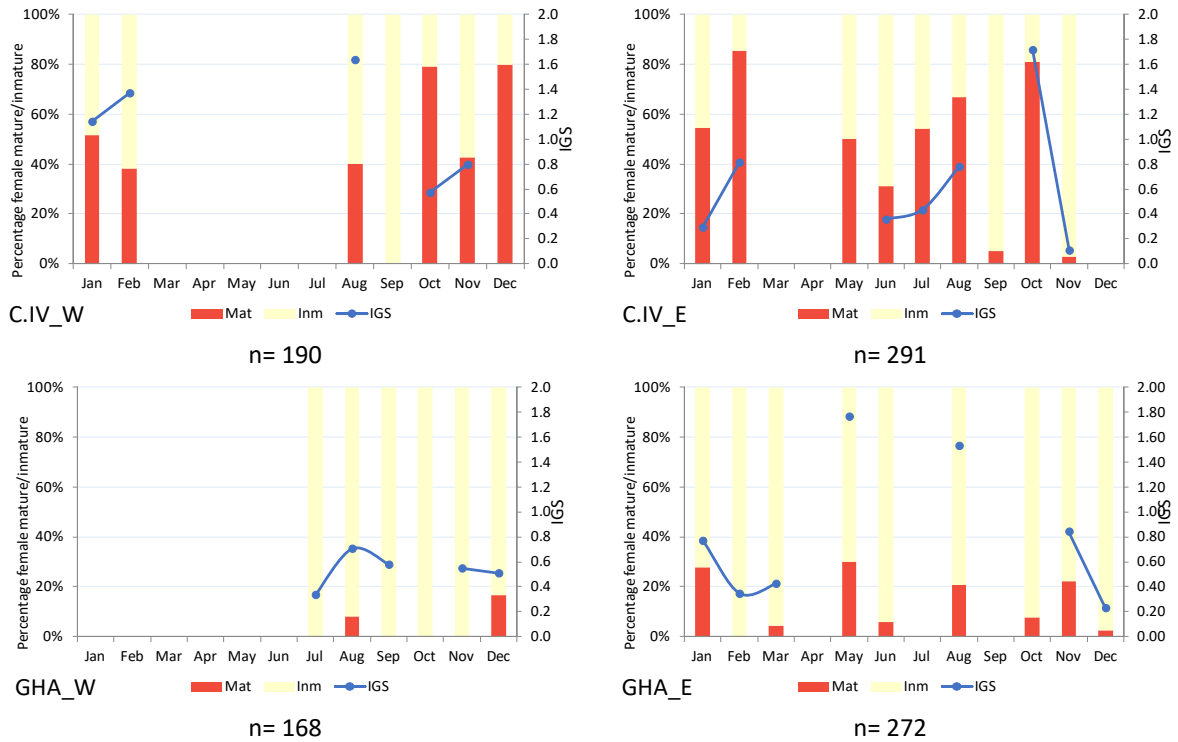 100% 2.0
1.8
80% 1.6
1.4
60% 1.2
1.0
40% 0.8
0.6
20% 0.4
0.2
0% 0.0
Percentage female mature/inmature
IGS
Jan Feb Mar Apr May Jun Jul Aug Sep Oct Nov Dec
C.IV_W
Mat Inm IGS
n= 190
100% 2.0
1.8
80% 1.6
1.4
60% 1.2
1.0
40% 0.8
0.6
20% 0.4
0.2
0% 0.0
Percentage female mature/inmature
IGS
Jan Feb Mar Apr May Jun Jul Aug Sep Oct Nov Dec
C.IV_E
Mat Inm IGS
n= 291
100% 2.0
1.8
80% 1.6
1.4
60% 1.2
1.0
40% 0.8
0.6
20% 0.4
0.2
0% 0.0
Percentage female mature/inmature
IGS
Jan Feb Mar Apr May Jun Jul Aug Sep Oct Nov Dec
GHA_W
Mat Inm IGS
n= 168
100% 2.00
1.80
80% 1.60
1.40
60% 1.20
1.00
40% 0.80
0.60
20% 0.40
0.20
0% 0.00
Percentage female mature/inmature
IGS
Jan Feb Mar Apr May Jun Jul Aug Sep Oct Nov Dec
GHA_E
Mat Inm IGS
n= 272